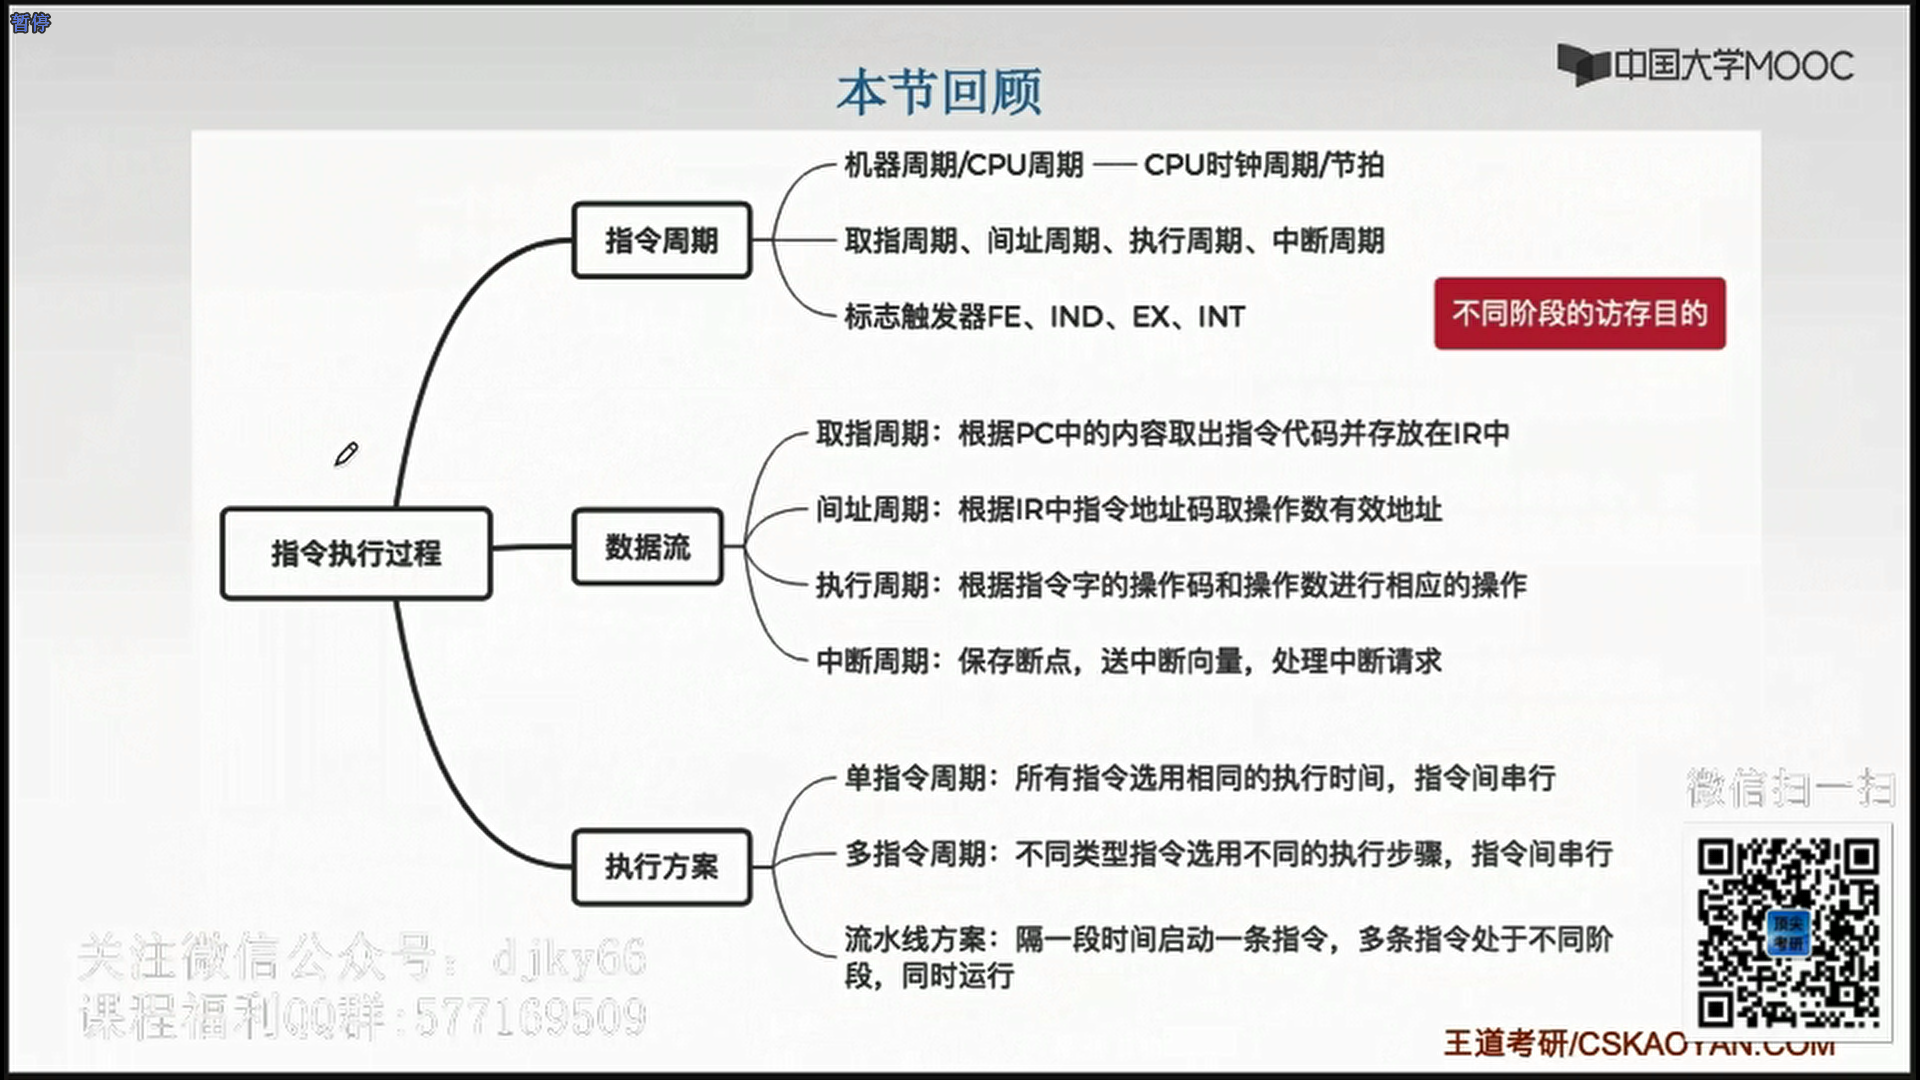 暂停
中国大学MOOC
本节回顾
机器周期/CPU周期 —— CPU时钟周期/节拍
指令周期
取指周期、间址周期、执行周期、中断周期
标志触发器FE、IND、EX、INT
不同阶段的访存目的
取指周期：根据PC中的内容取出指令代码并存放在IR中
间址周期：根据IR中指令地址码取操作数有效地址
指令执行过程
数据流
执行周期：根据指令字的操作码和操作数进行相应的操作
中断周期：保存断点，送中断向量，处理中断请求
单指令周期：所有指令选用相同的执行时间，指令间串行
微信扫一扫
执行方案
多指令周期：不同类型指令选用不同的执行步骤，指令间串行
流水线方案：隔一段时间启动一条指令，多条指令处于不同阶
段，同时运行
顶尖
考研
关注微信公众号：djky66
课程福利QQ群:577169509
王道考研/CSKAOYAN.COM